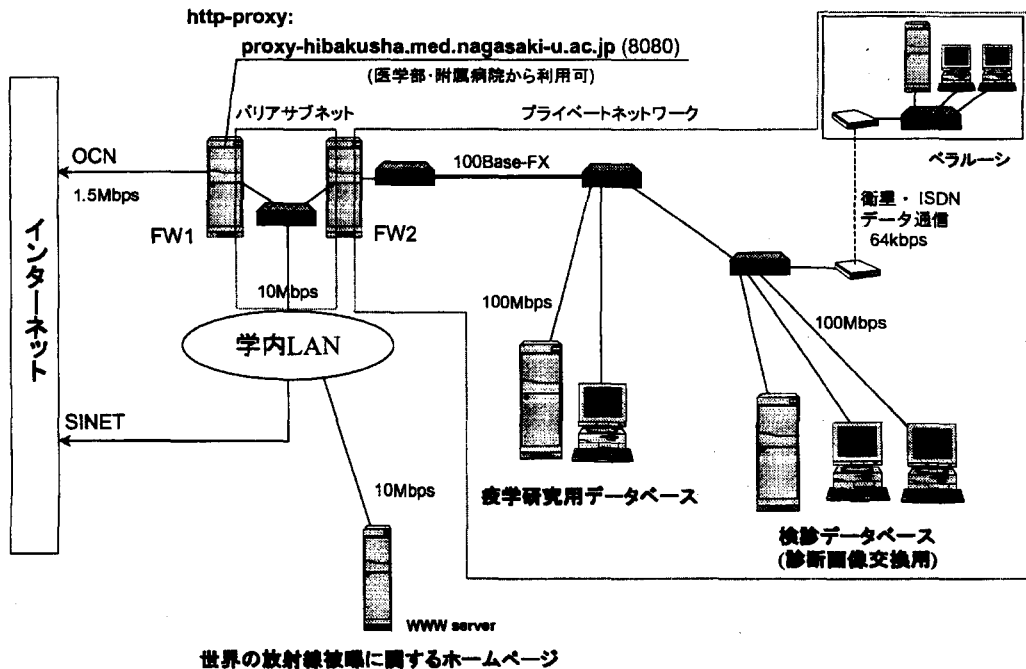 http-proxy:
proxy-hibakusha.med.nagasaki-u.ac.jp (8080)
(医学部・附属病院から利用可)
バリアサブネット
プライベートネットワーク
ベラルーシ
OCN
1.5Mbps
FW1
FW2
100Base-FX
衛星・ISDN
データ通信
64kbps
インターネット
10Mbps
学内LAN
100Mbps
100Mbps
SINET
10Mbps
疫学研究用データベース
検診データベース
(診断画像交換用)
WWW server
世界の放射線被曝に関するホームページ